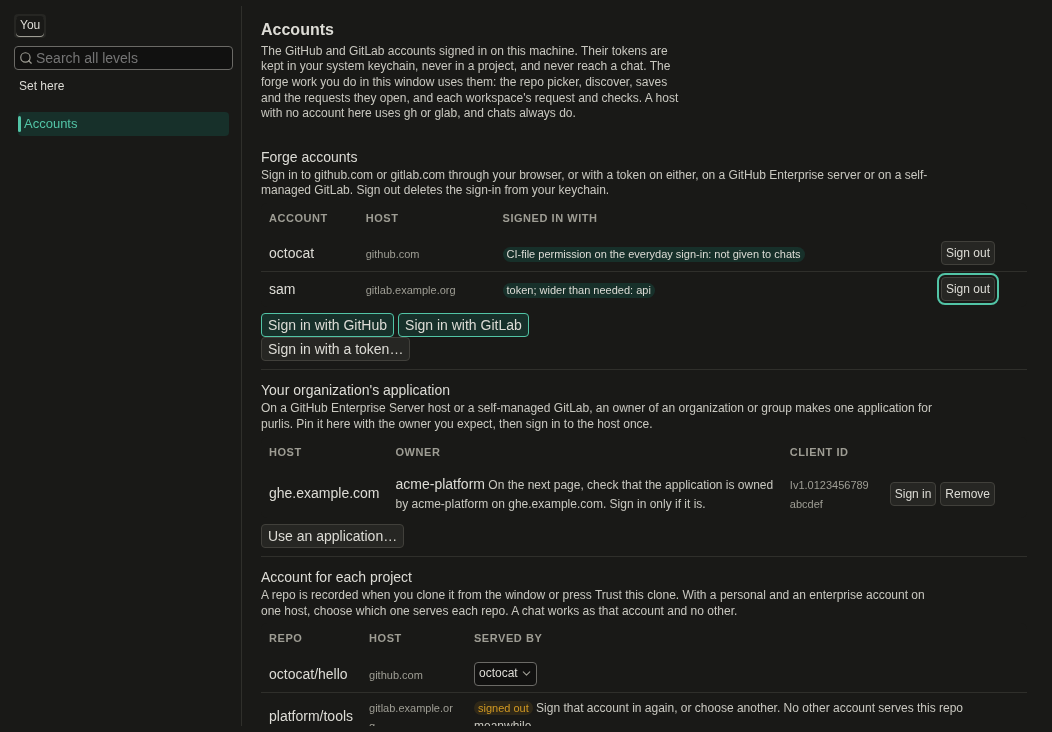 You
Search all levels
Set here
Accounts
Accounts
The GitHub and GitLab accounts signed in on this machine. Their tokens are
kept in your system keychain, never in a project, and never reach a chat. The
forge work you do in this window uses them: the repo picker, discover, saves
and the requests they open, and each workspace's request and checks. A host
with no account here uses gh or glab, and chats always do.
Forge accounts
Sign in to github.com or gitlab.com through your browser, or with a token on either, on a GitHub Enterprise server or on a self-
managed GitLab. Sign out deletes the sign-in from your keychain.
ACCOUNT HOST SIGNED IN WITH
octocat github.com CI-file permission on the everyday sign-in: not given to chats Sign out
sam gitlab.example.org token; wider than needed: api Sign out
Sign in with GitHub Sign in with GitLab
Sign in with a token…
Your organization's application
On a GitHub Enterprise Server host or a self-managed GitLab, an owner of an organization or group makes one application for
purlis. Pin it here with the owner you expect, then sign in to the host once.
HOST OWNER CLIENT ID
ghe.example.com acme-platform On the next page, check that the application is owned
by acme-platform on ghe.example.com. Sign in only if it is. Iv1.0123456789
abcdef Sign in Remove
Use an application…
Account for each project
A repo is recorded when you clone it from the window or press Trust this clone. With a personal and an enterprise account on
one host, choose which one serves each repo. A chat works as that account and no other.
REPO HOST SERVED BY
octocat/hello github.com octocat
platform/tools gitlab.example.or
g signed out Sign that account in again, or choose another. No other account serves this repo
meanwhile.